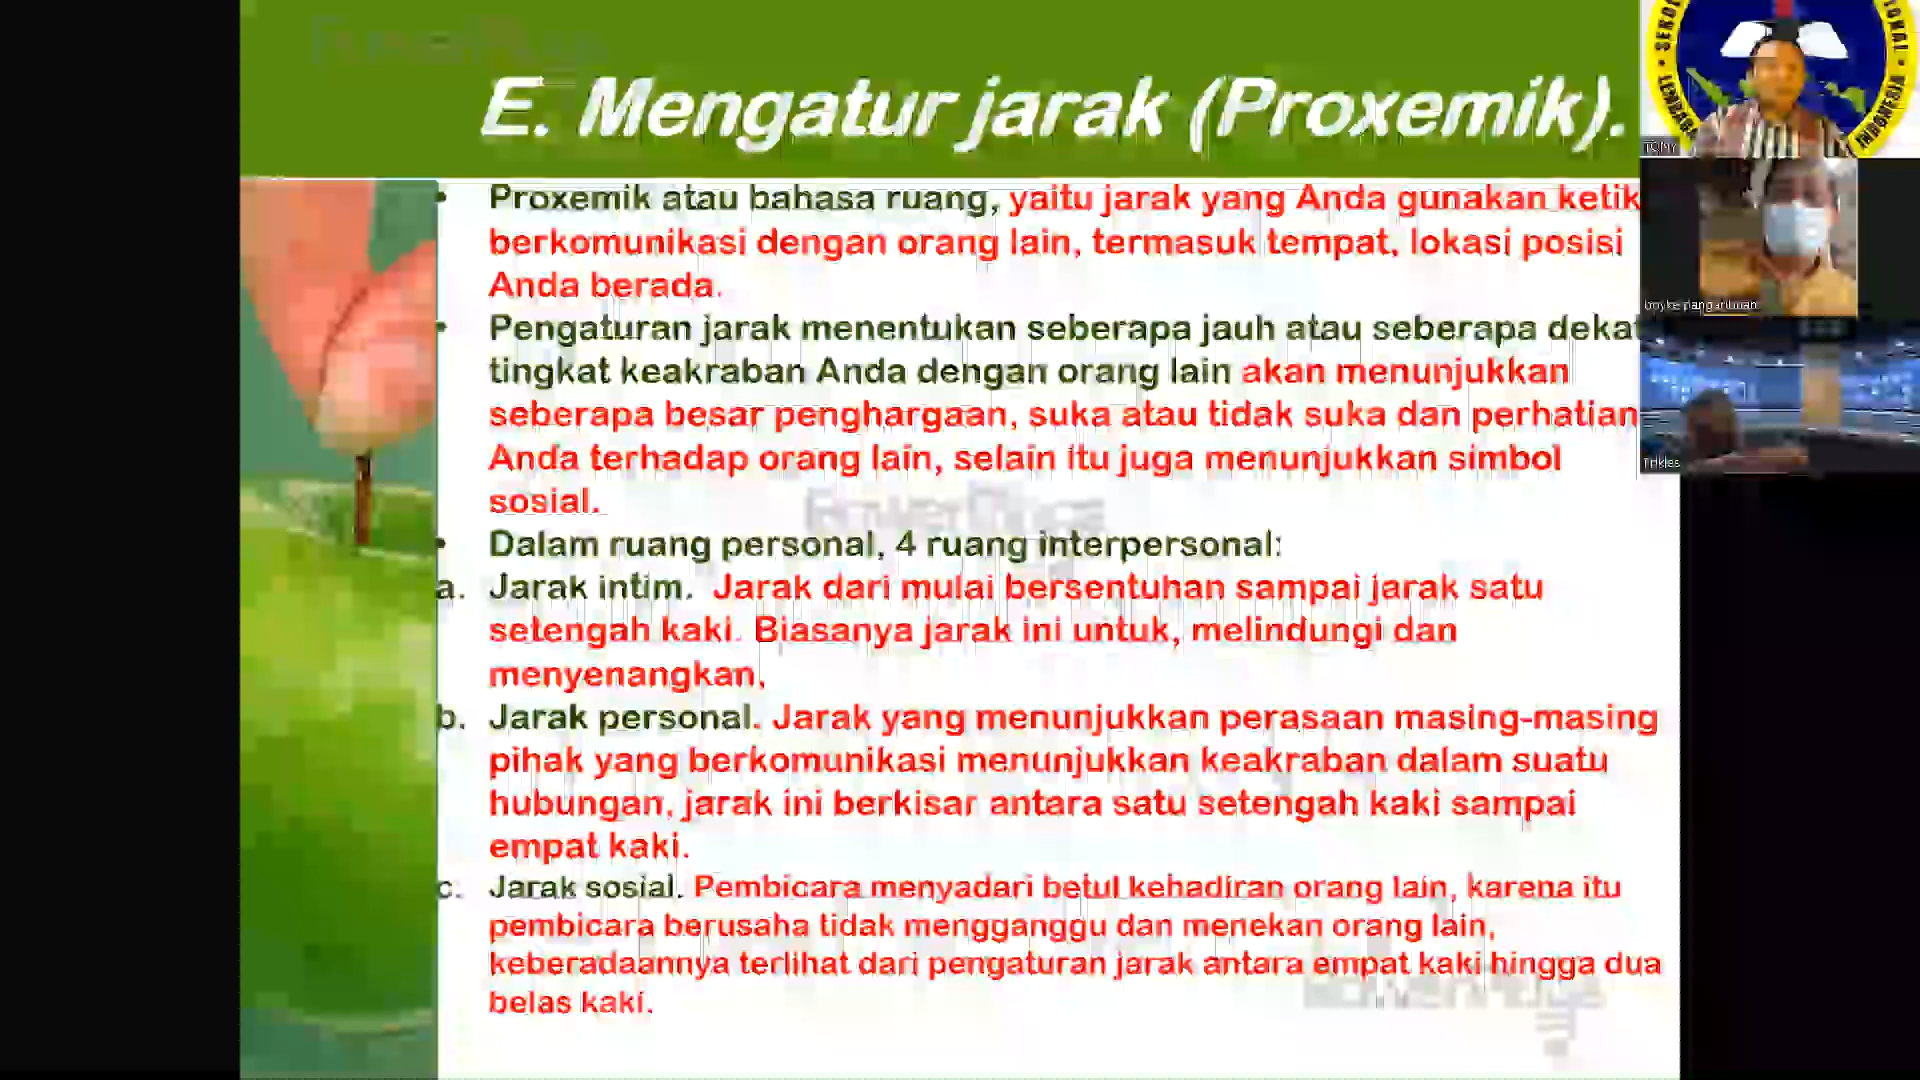 E. Mengatur jarak (Proxemik).
• Proxemik atau bahasa ruang, yaitu jarak yang Anda gunakan ketik
berkomunikasi dengan orang lain, termasuk tempat, lokasi posisi
Anda berada.
• Pengaturan jarak menentukan seberapa jauh atau seberapa dekat
tingkat keakraban Anda dengan orang lain akan menunjukkan
seberapa besar penghargaan, suka atau tidak suka dan perhatian
Anda terhadap orang lain, selain itu juga menunjukkan simbol
sosial.
• Dalam ruang personal, 4 ruang interpersonal:
a. Jarak intim. Jarak dari mulai bersentuhan sampai jarak satu
setengah kaki. Biasanya jarak ini untuk, melindungi dan
menyenangkan,
b. Jarak personal. Jarak yang menunjukkan perasaan masing-masing
pihak yang berkomunikasi menunjukkan keakraban dalam suatu
hubungan, jarak ini berkisar antara satu setengah kaki sampai
empat kaki.
c. Jarak sosial. Pembicara menyadari betul kehadiran orang lain, karena itu
pembicara berusaha tidak mengganggu dan menekan orang lain,
keberadaannya terlihat dari pengaturan jarak antara empat kaki hingga dua
belas kaki.
LEMBAGA
INDONESIA
TOMY